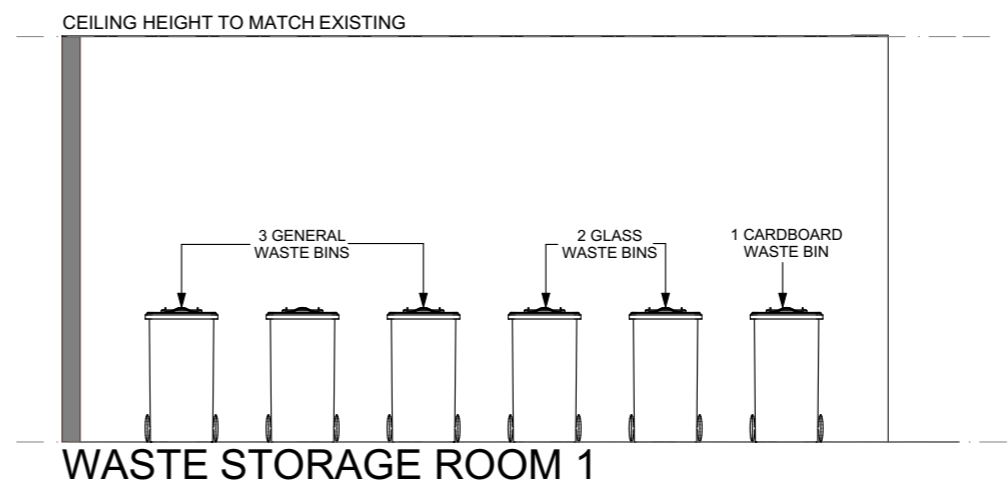 CEILING HEIGHT TO MATCH EXISTING
3 GENERAL
WASTE BINS
2 GLASS
WASTE BINS
1 CARDBOARD
WASTE BIN
WASTE STORAGE ROOM 1